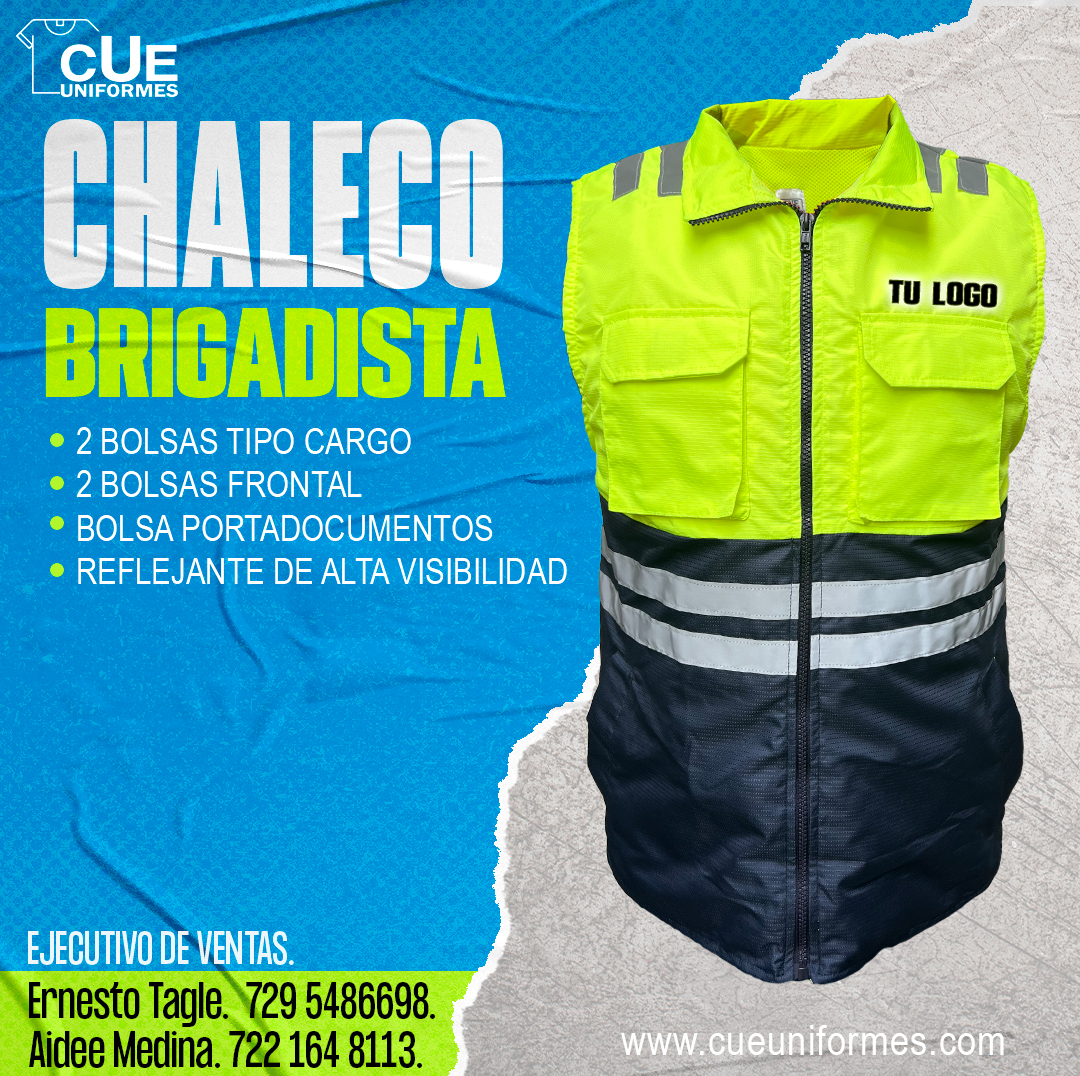 CUE
UNIFORMES
CHALECO
BRIGADISTA
• 2 BOLSAS TIPO CARGO
• 2 BOLSAS FRONTAL
• BOLSA PORTADOCUMENTOS
• REFLEJANTE DE ALTA VISIBILIDAD
TU LOGO
EJECUTIVO DE VENTAS.
Ernesto Tagle. 729 5486698.
Aidee Medina. 722 164 8113.
www.cueuniformes.com